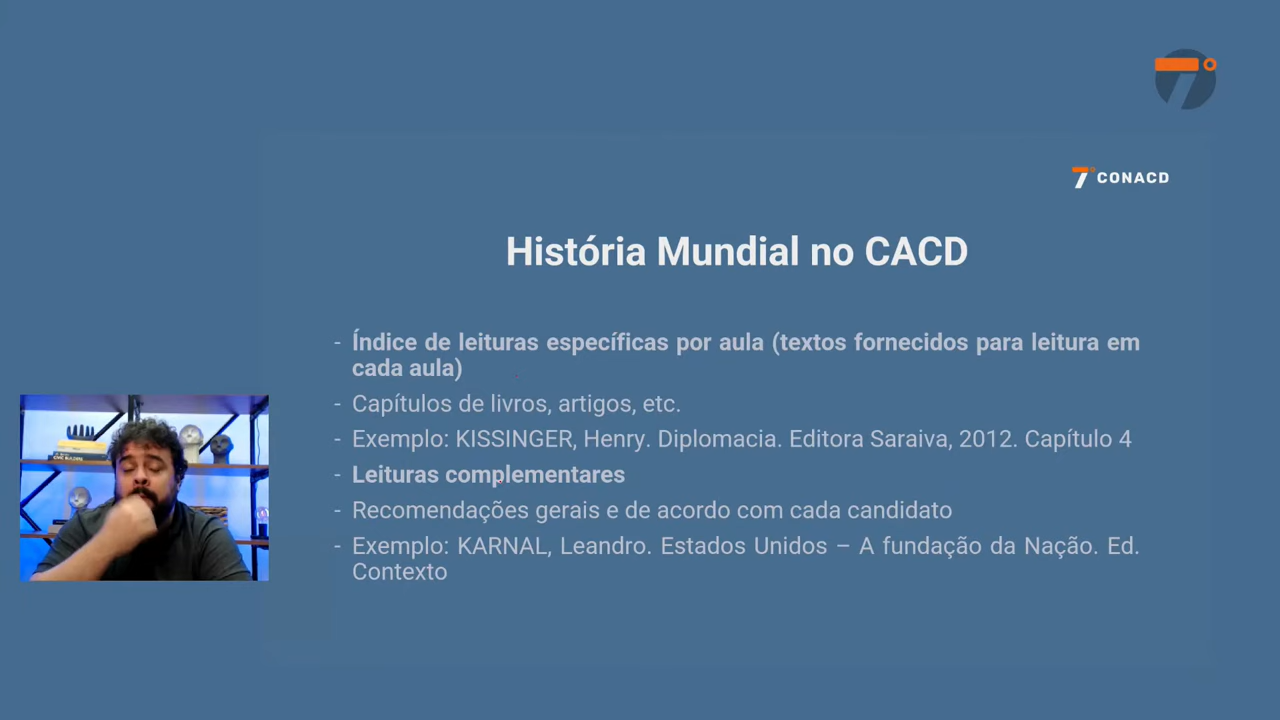 7º CONACD
História Mundial no CACD
- Índice de leituras específicas por aula (textos fornecidos para leitura em
cada aula)
- Capítulos de livros, artigos, etc.
- Exemplo: KISSINGER, Henry. Diplomacia. Editora Saraiva, 2012. Capítulo 4
- Leituras complementares
- Recomendações gerais e de acordo com cada candidato
- Exemplo: KARNAL, Leandro. Estados Unidos – A fundação da Nação. Ed.
Contexto